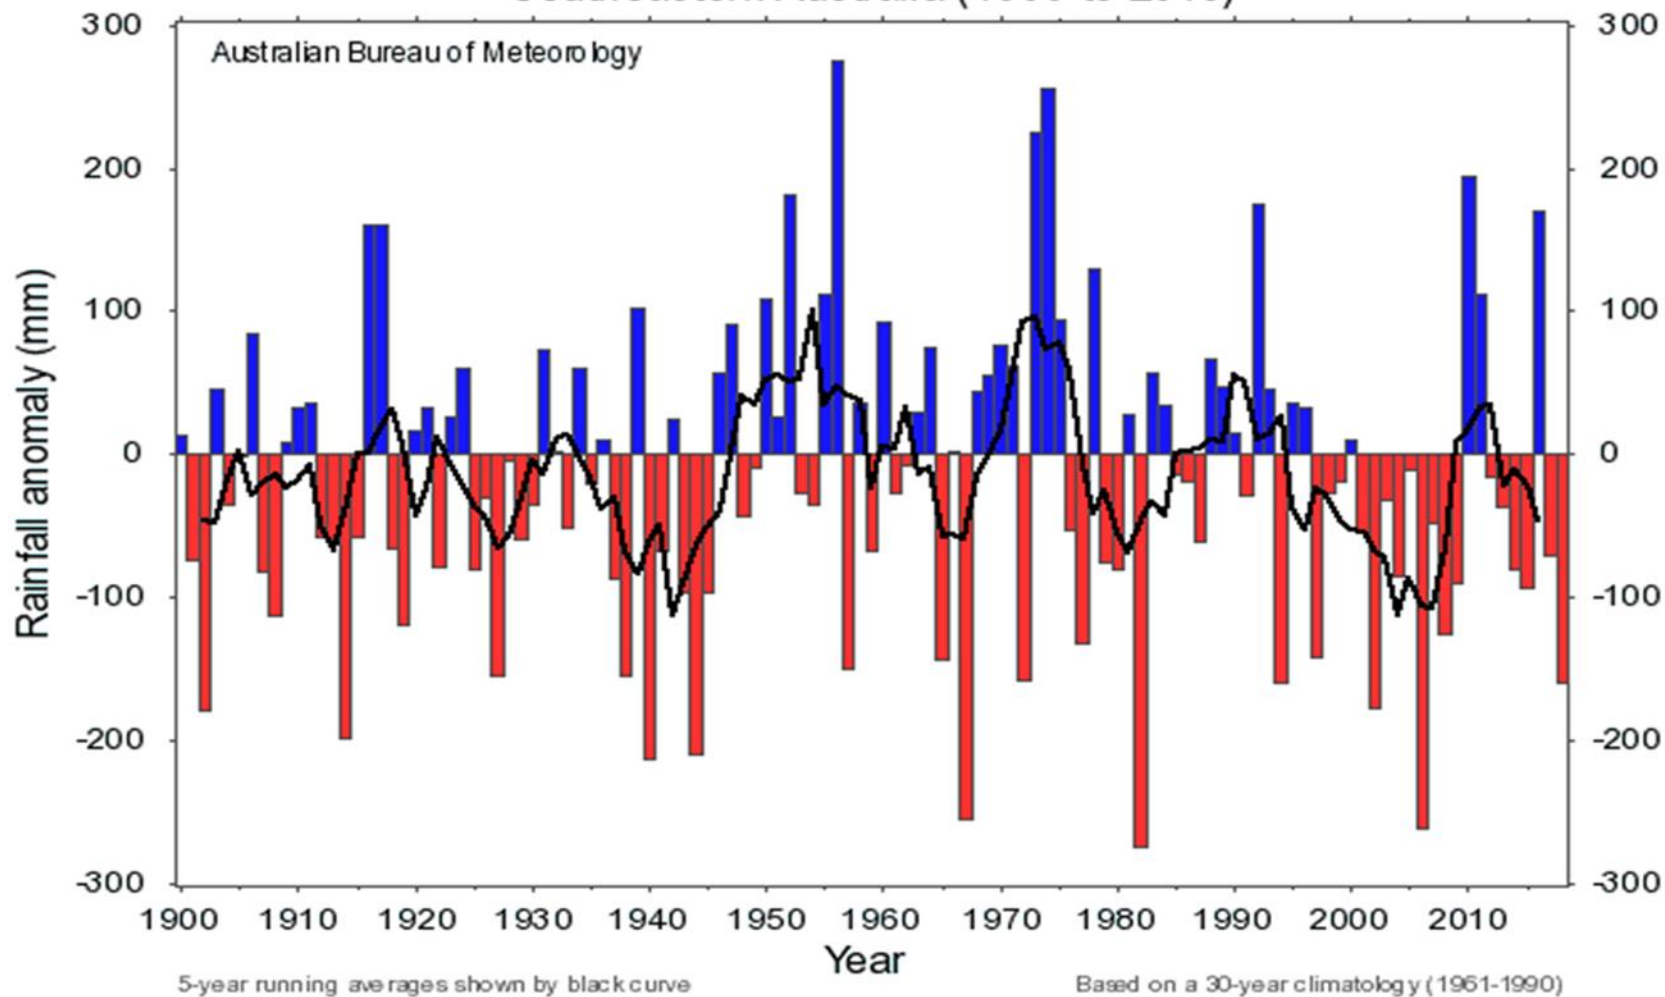 300
300
Australian Bureau of Meteorology
200
200
100
100
0
0
-100
-100
-200
-200
-300
-300
Rainfall anomaly (mm)
1900 1910 1920 1930 1940 1950 1960 1970 1980 1990 2000 2010
Year
5-year running averages shown by black curve
Based on a 30-year climatology (1961-1990)